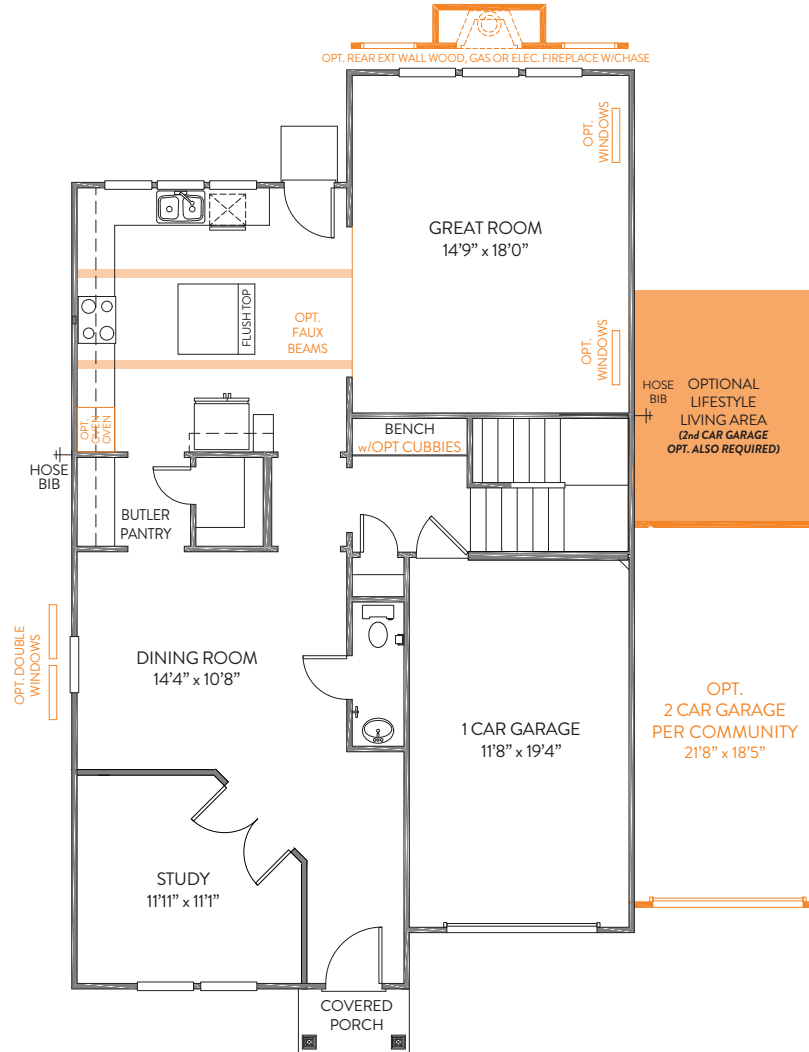 OPT. REAR EXT WALL WOOD, GAS OR ELEC. FIREPLACE W/CHASE
OPT.
WINDOWS
GREAT ROOM
14'9" x 18'0"
FLUSH TOP
OPT.
FAUX
BEAMS
OPT.
WINDOWS
HOSE
BIB
OPTIONAL
LIFESTYLE
LIVING AREA
(2nd CAR GARAGE
OPT. ALSO REQUIRED)
OPT.
OVEN
OVEN
BENCH
w/OPT CUBBIES
HOSE
BIB
BUTLER
PANTRY
OPT. DOUBLE
WINDOWS
DINING ROOM
14'4" x 10'8"
1 CAR GARAGE
11'8" x 19'4"
OPT.
2 CAR GARAGE
PER COMMUNITY
21'8" x 18'5"
STUDY
11'11" x 11'1"
COVERED
PORCH